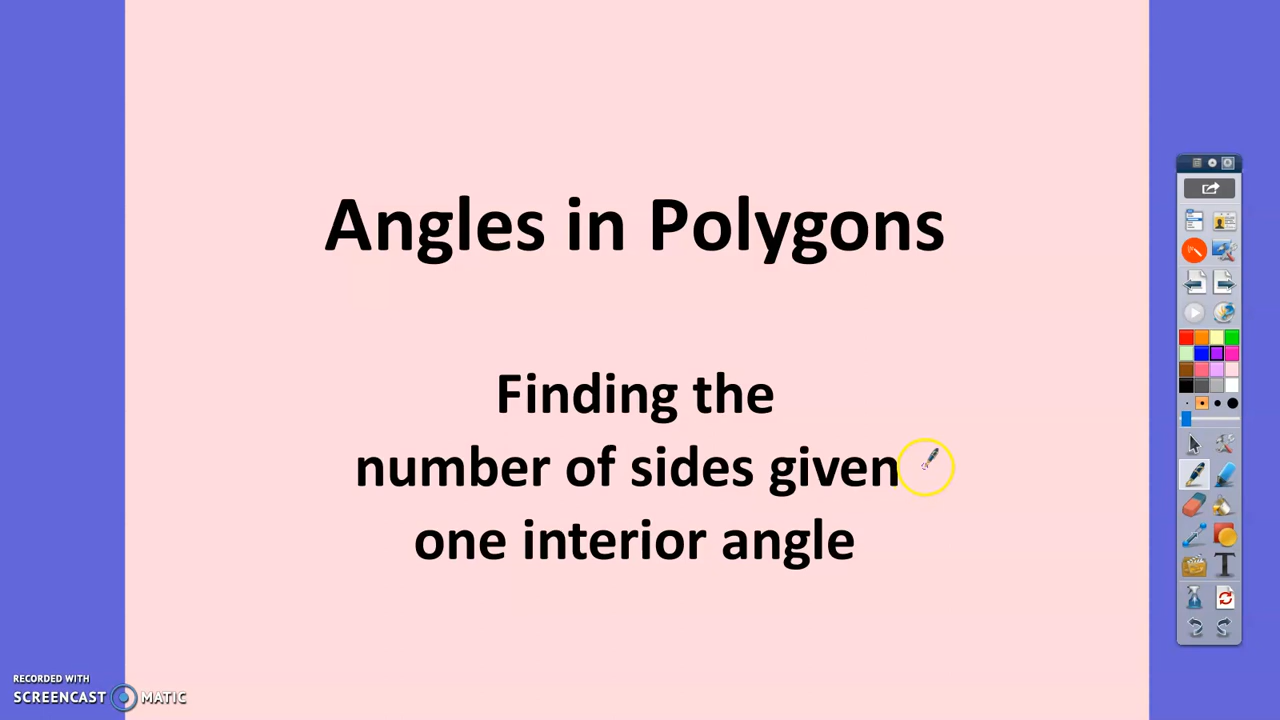 Angles in Polygons
Finding the
number of sides given
one interior angle
RECORDED WITH
SCREENCAST MATIC
T